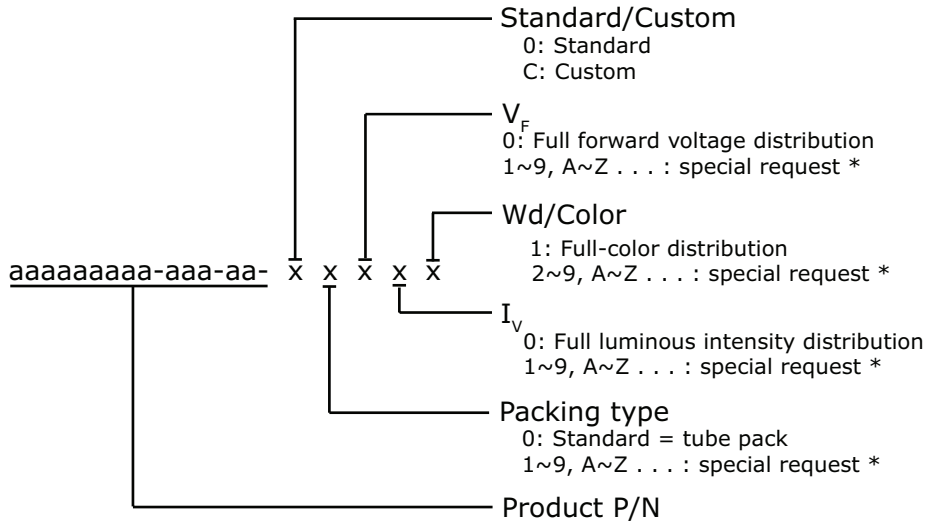 Standard/Custom
0: Standard
C: Custom
V_F
0: Full forward voltage distribution
1~9, A~Z . . . : special request *
Wd/Color
1: Full-color distribution
2~9, A~Z . . . : special request *
aaaaaaaaa-aaa-aa- x x x x x
I_V
0: Full luminous intensity distribution
1~9, A~Z . . . : special request *
Packing type
0: Standard = tube pack
1~9, A~Z . . . : special request *
Product P/N